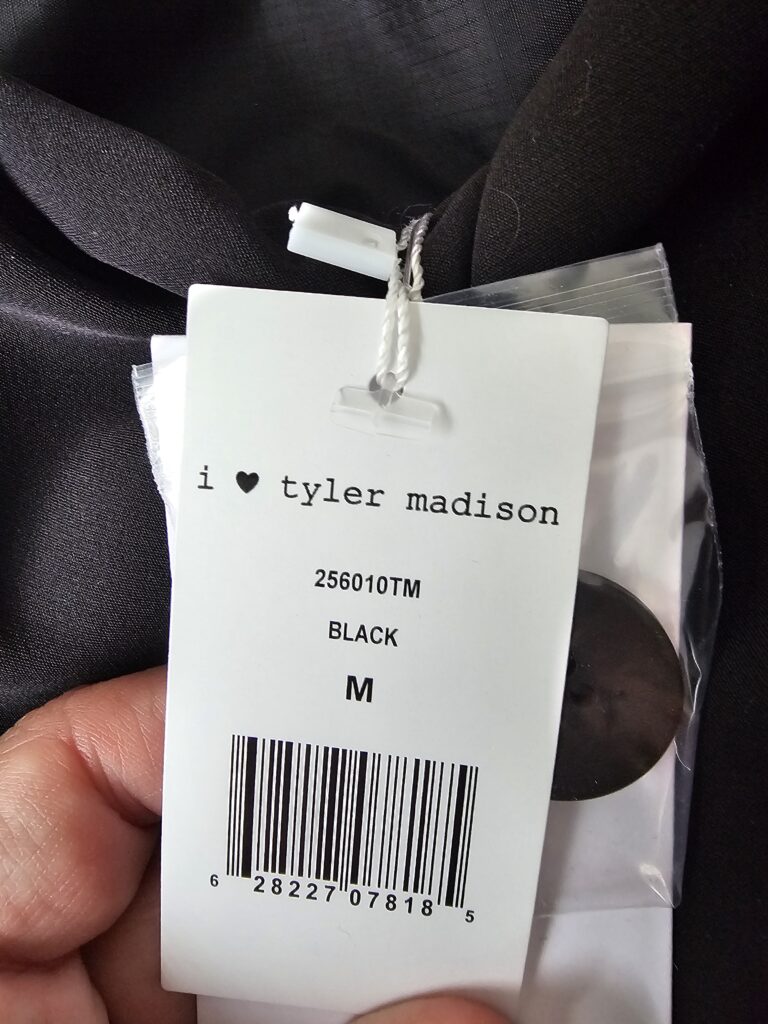 i ♥ tyler madison
256010TM
BLACK
M
6 28227 07818 5